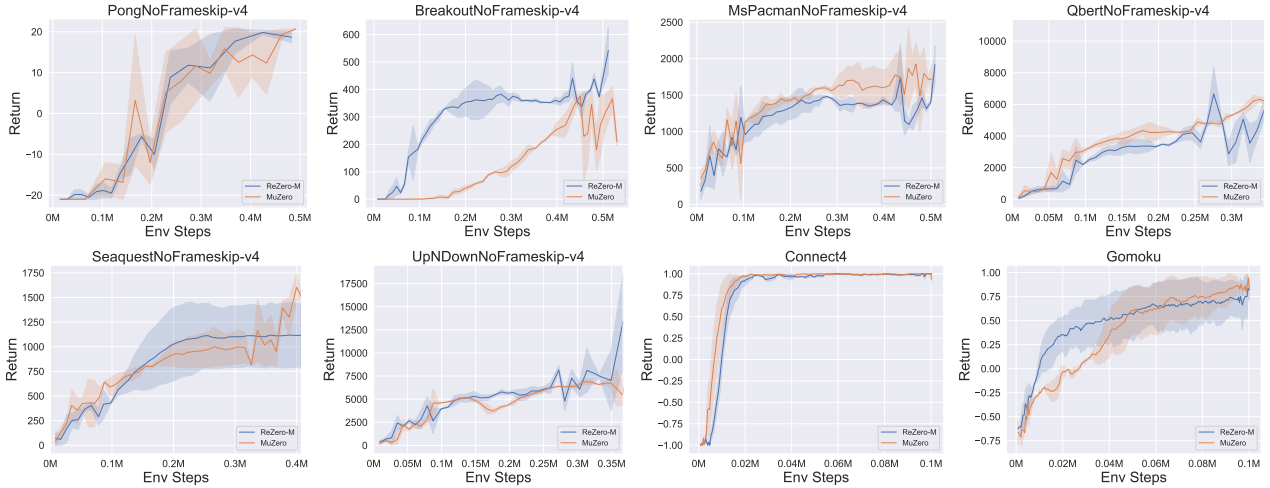 PongNoFrameskip-v4
20
10
0
−10
−20
Return
0M 0.1M 0.2M 0.3M 0.4M 0.5M
Env Steps
ReZero-M
MuZero
BreakoutNoFrameskip-v4
600
500
400
300
200
100
0
Return
0M 0.1M 0.2M 0.3M 0.4M 0.5M
Env Steps
ReZero-M
MuZero
MsPacmanNoFrameskip-v4
2500
2000
1500
1000
500
0
Return
0M 0.1M 0.2M 0.3M 0.4M 0.5M
Env Steps
ReZero-M
MuZero
QbertNoFrameskip-v4
10000
8000
6000
4000
2000
0
Return
0M 0.05M 0.1M 0.15M 0.2M 0.25M 0.3M
Env Steps
ReZero-M
MuZero
SeaquestNoFrameskip-v4
1750
1500
1250
1000
750
500
250
0
Return
0M 0.1M 0.2M 0.3M 0.4M
Env Steps
ReZero-M
MuZero
UpNDownNoFrameskip-v4
17500
15000
12500
10000
7500
5000
2500
0
Return
0M 0.05M 0.1M 0.15M 0.2M 0.25M 0.3M 0.35M
Env Steps
ReZero-M
MuZero
Connect4
1.00
0.75
0.50
0.25
0.00
−0.25
−0.50
−0.75
−1.00
Return
0M 0.02M 0.04M 0.06M 0.08M 0.1M
Env Steps
ReZero-M
MuZero
Gomoku
1.00
0.75
0.50
0.25
0.00
−0.25
−0.50
−0.75
Return
0M 0.02M 0.04M 0.06M 0.08M 0.1M
Env Steps
ReZero-M
MuZero